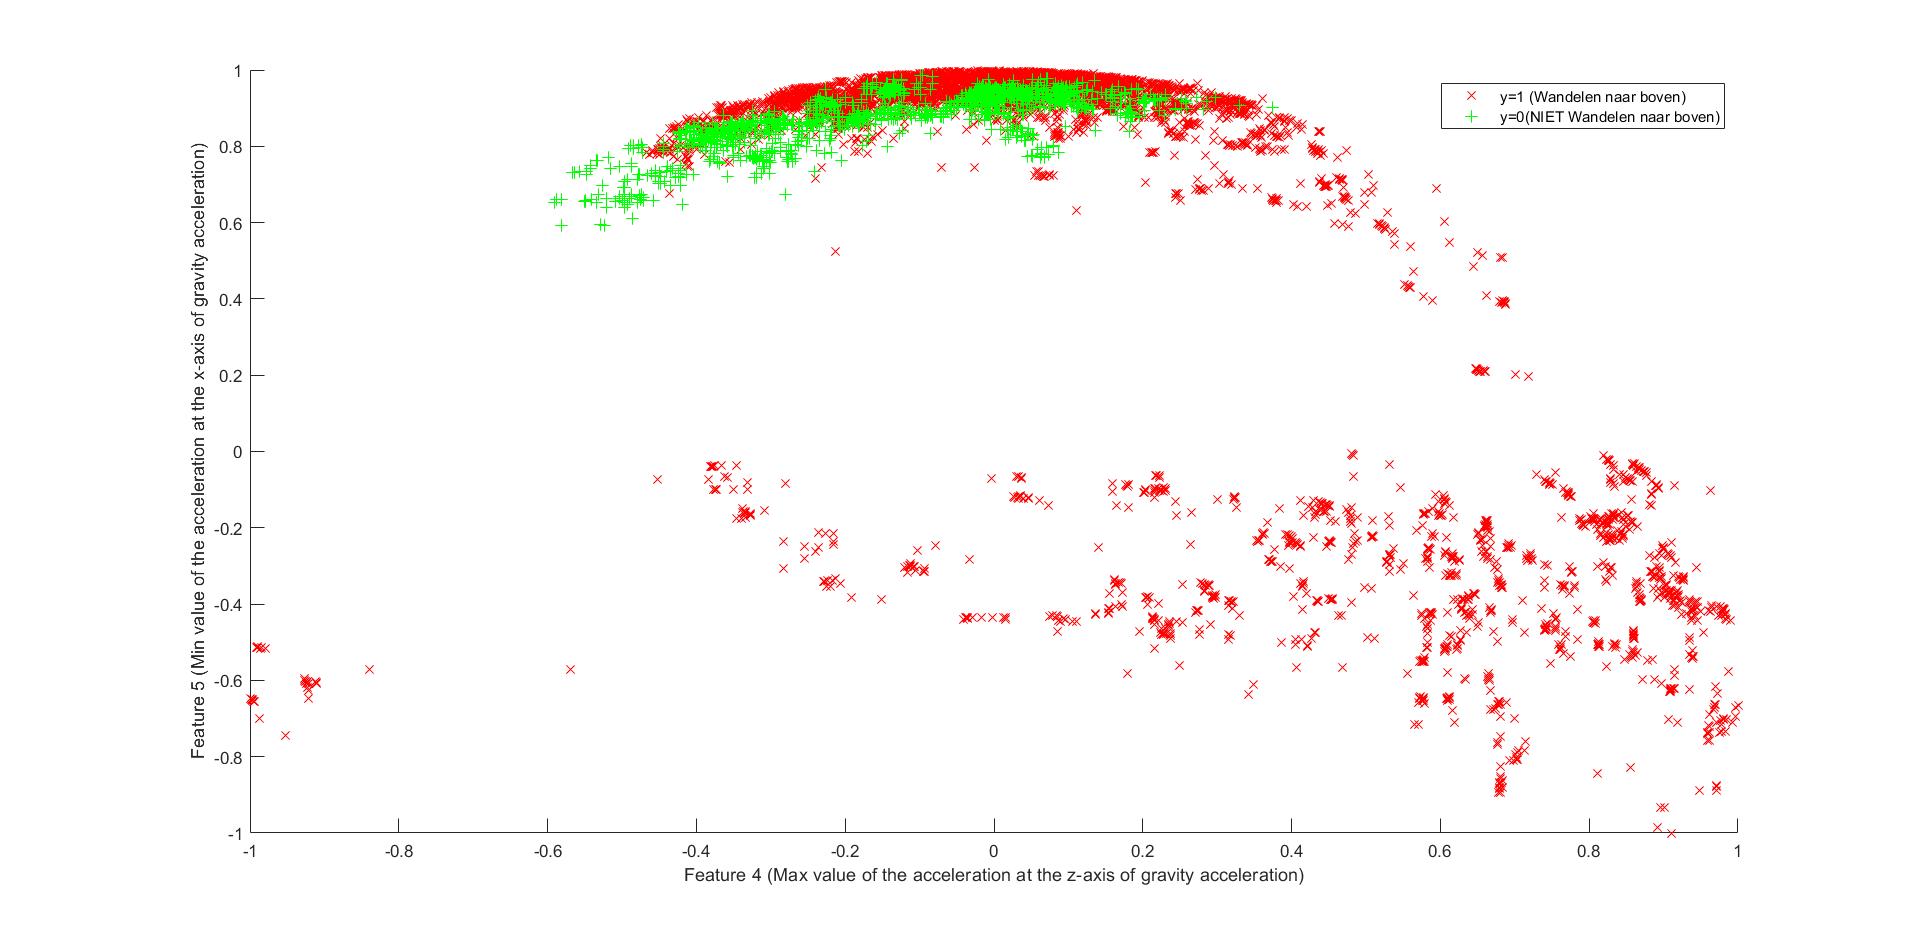 y=1 (Wandelen naar boven)
y=0(NIET Wandelen naar boven)
1
0.8
0.6
0.4
0.2
0
-0.2
-0.4
-0.6
-0.8
-1
Feature 5 (Min value of the acceleration at the x-axis of gravity acceleration)
-1 -0.8 -0.6 -0.4 -0.2 0 0.2 0.4 0.6 0.8 1
Feature 4 (Max value of the acceleration at the z-axis of gravity acceleration)